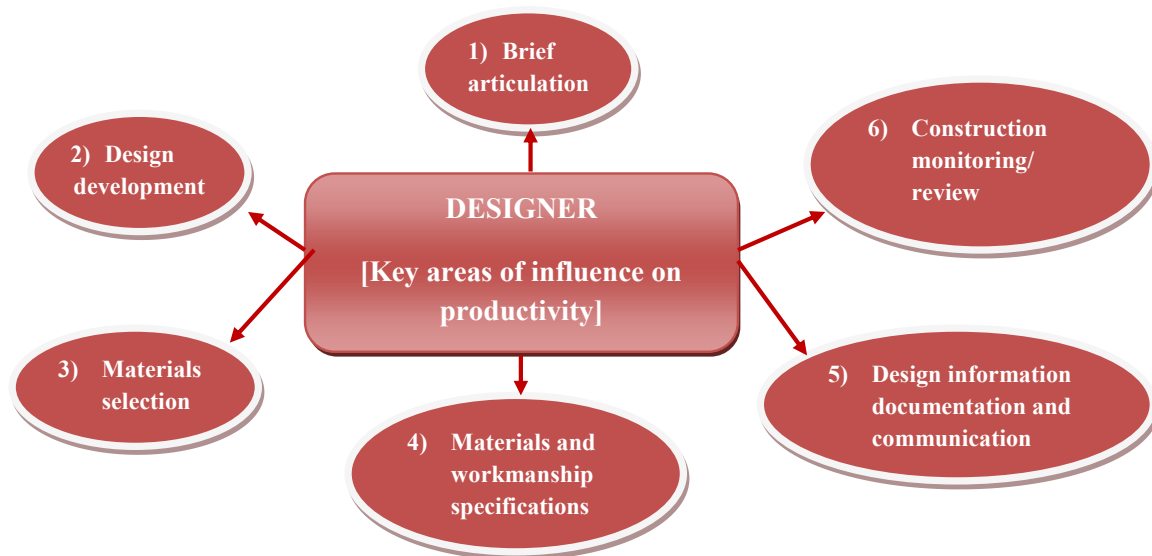 1) Brief
articulation
2) Design
development
3) Materials
selection
4) Materials and
workmanship
specifications
5) Design information
documentation and
communication
6) Construction
monitoring/
review
DESIGNER
[Key areas of influence on
productivity]